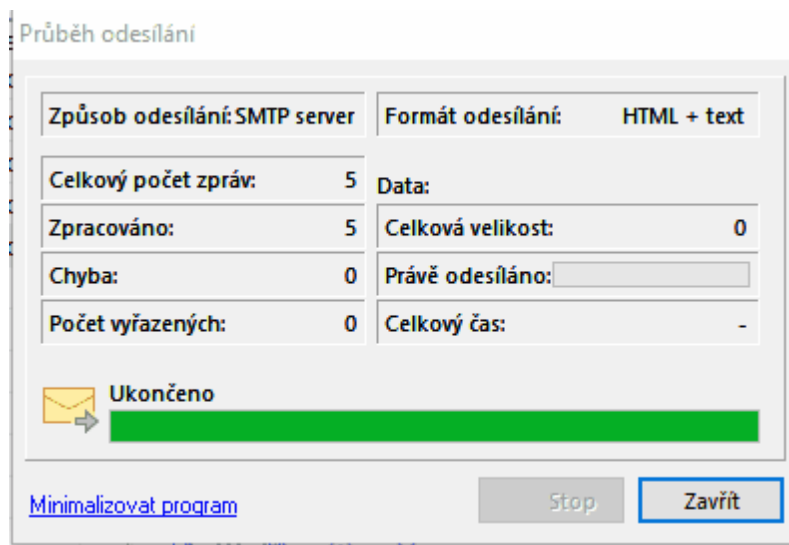 Průběh odesílání
Způsob odesílání: SMTP server
Formát odesílání: HTML + text
Celkový počet zpráv: 5
Data:
Zpracováno: 5
Celková velikost: 0
Chyba: 0
Právě odesíláno:
Počet vyřazených: 0
Celkový čas: -
Ukončeno
Minimalizovat program
Stop
Zavřít